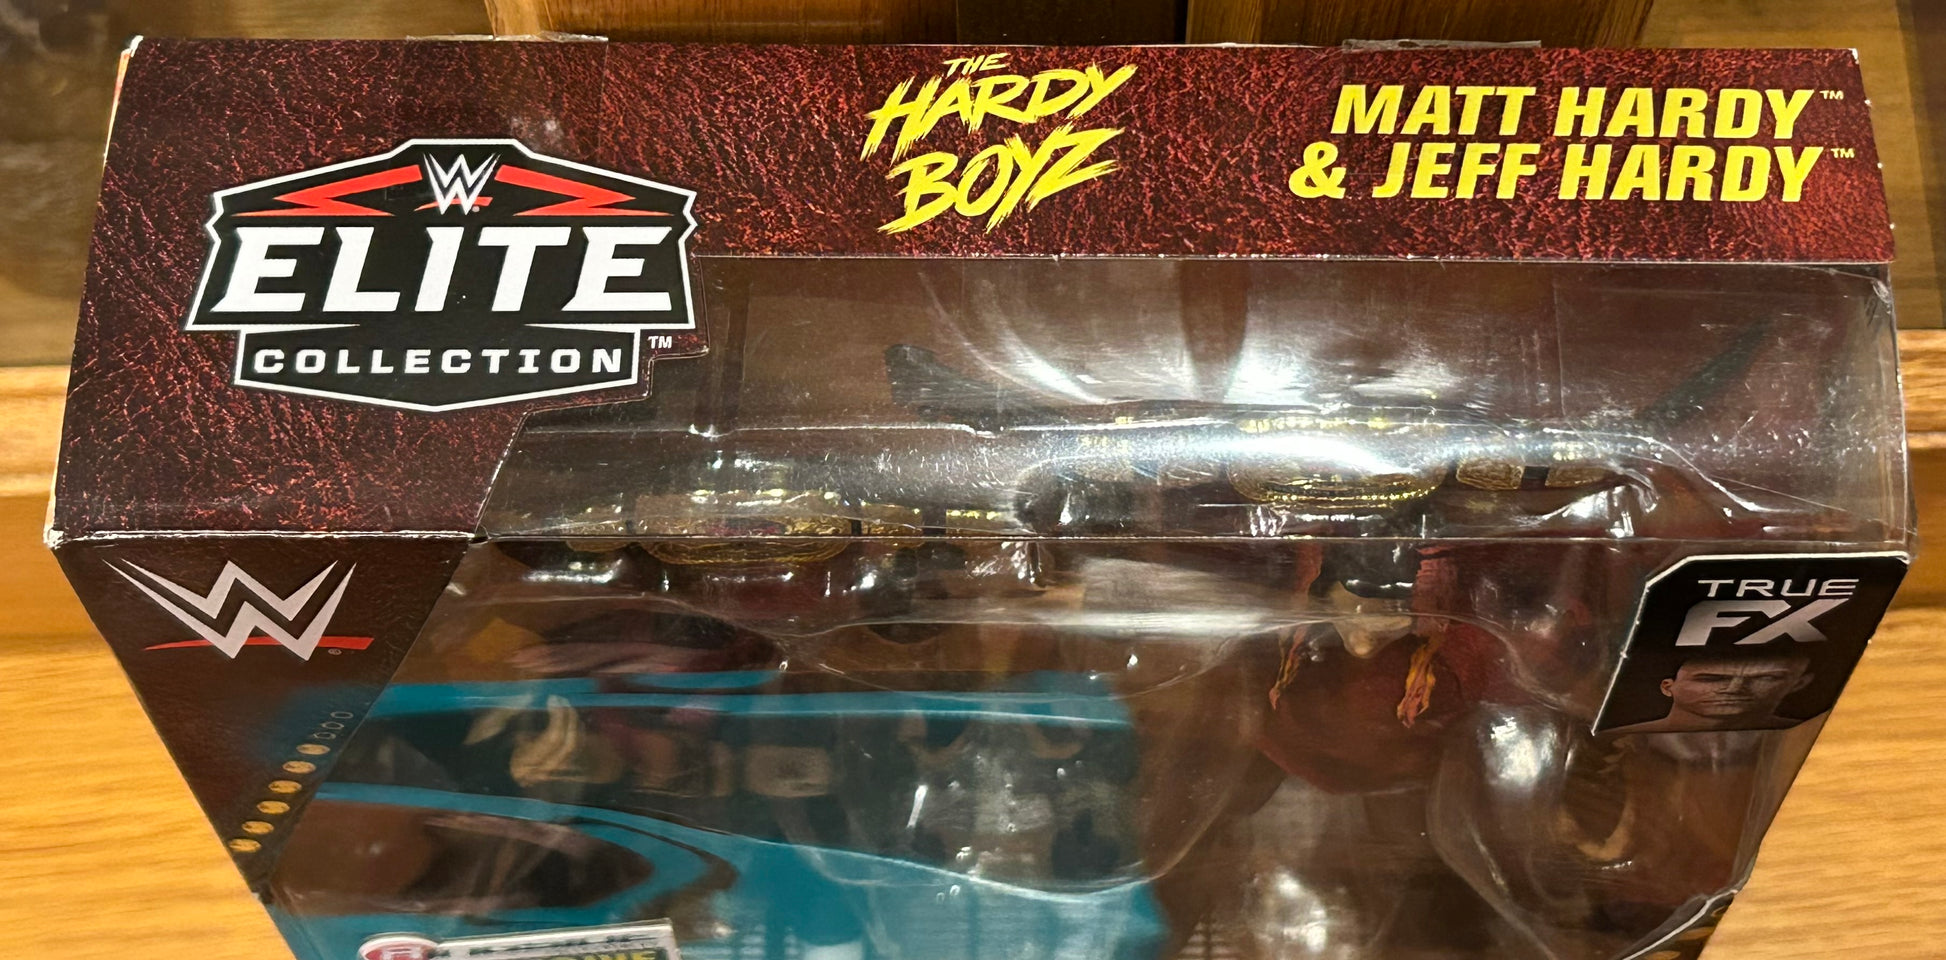 THE
HARDY
BOYZ
MATT HARDY™
& JEFF HARDY™
W
ELITE
COLLECTION™
W®
TRUE
FX